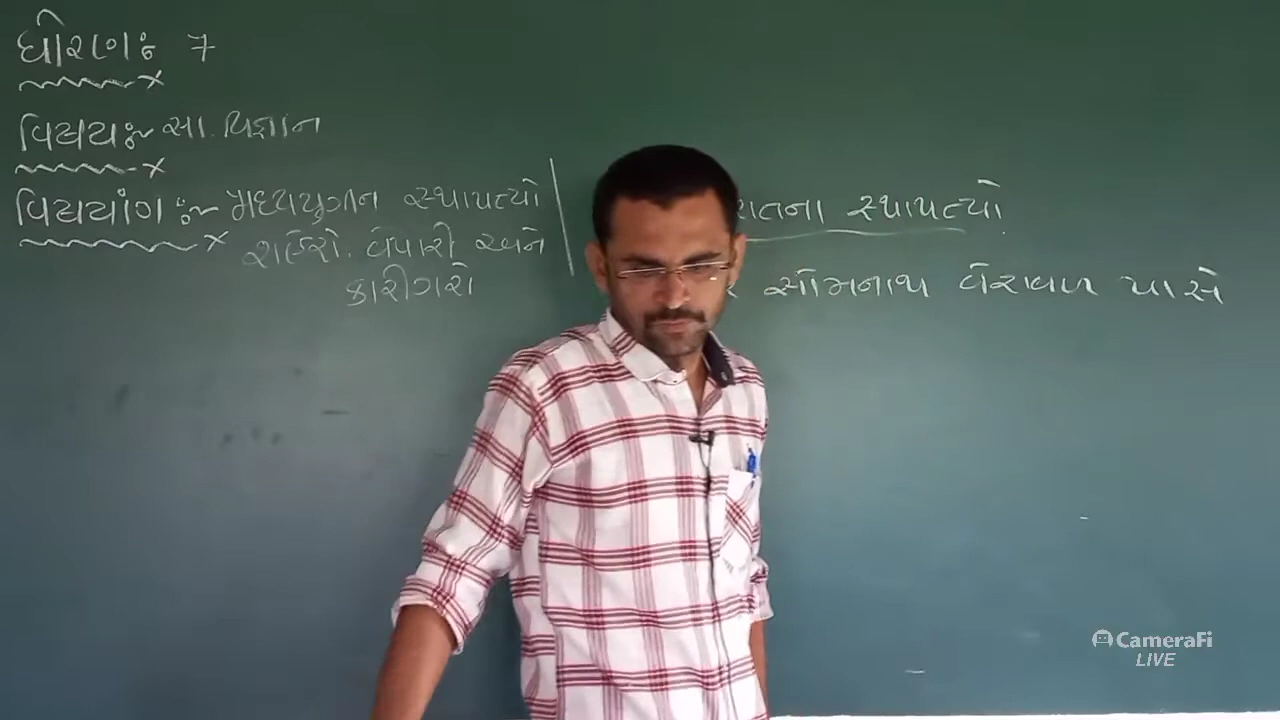 ધોરણઃ 7
વિષયઃ સા. વિજ્ઞાન
વિષયાંગઃ મધ્યયુગીન સ્થાપત્યો
શહેરો. વેપારી અને
કારીગરો
રાતના સ્થાપત્યો.
સોમનાથ વેરાવળ પાસે
CameraFi
LIVE